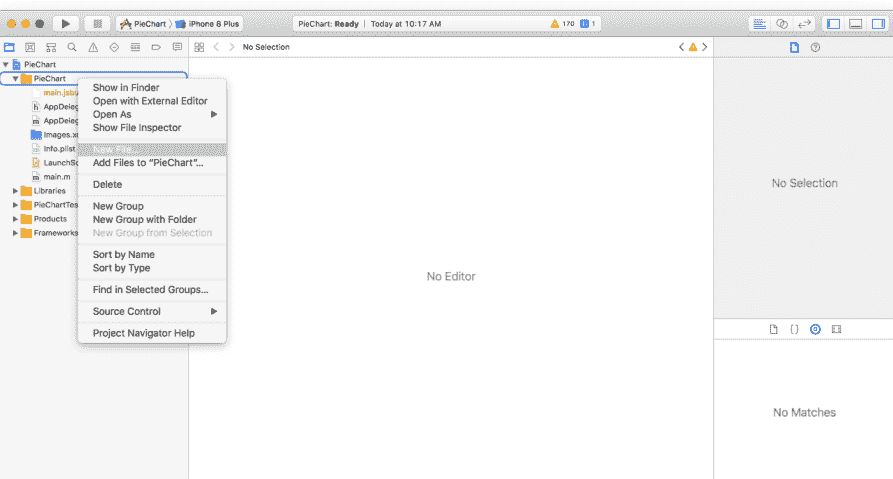 PieChart
iPhone 8 Plus
PieChart: Ready
Today at 10:17 AM
170
1
No Selection
PieChart
PieChart
main.jsb
AppDeleg
AppDeleg
Images.x
Info.plist
LaunchSc
main.m
Libraries
PieChartTes
Products
Frameworks
Show in Finder
Open with External Editor
Open As
Show File Inspector
New File...
Add Files to “PieChart”...
Delete
New Group
New Group with Folder
New Group from Selection
Sort by Name
Sort by Type
Find in Selected Groups...
Source Control
Project Navigator Help
No Editor
No Selection
No Matches